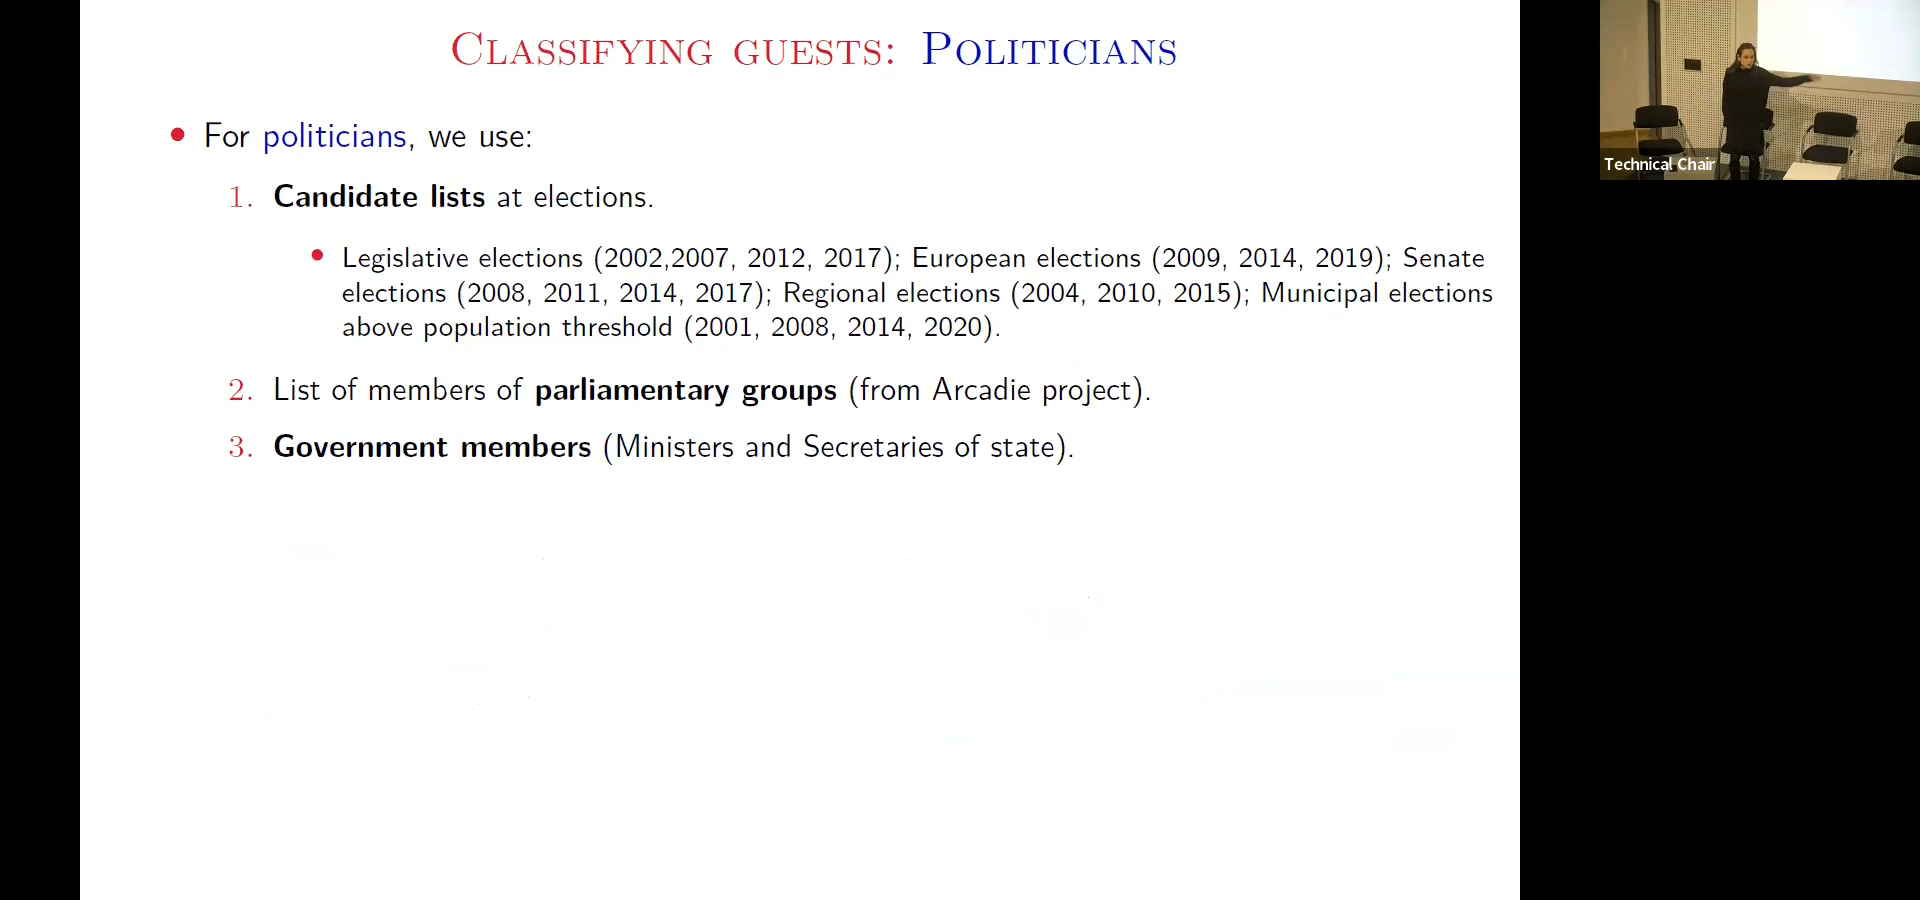 Classifying guests: Politicians
• For politicians, we use:
1. Candidate lists at elections.
• Legislative elections (2002,2007, 2012, 2017); European elections (2009, 2014, 2019); Senate
elections (2008, 2011, 2014, 2017); Regional elections (2004, 2010, 2015); Municipal elections
above population threshold (2001, 2008, 2014, 2020).
2. List of members of parliamentary groups (from Arcadie project).
3. Government members (Ministers and Secretaries of state).
Technical Chair